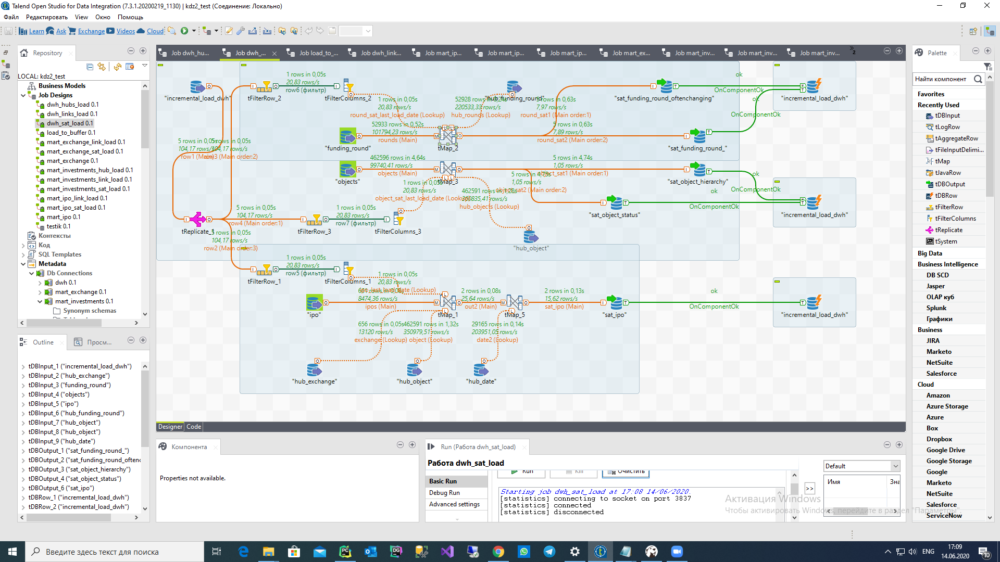 Talend Open Studio for Data Integration (7.3.1.20200219_1130) | kdz2_test (Соединение: Локально)
Файл Редактировать View Окно Помощь
Learn Ask Exchange Videos Cloud
Repository
LOCAL: kdz2_test
Business Models
Job Designs
dwh_hubs_load 0.1
dwh_links_load 0.1
dwh_sat_load 0.1
load_to_buffer 0.1
mart_exchange_link_load 0.1
mart_exchange_sat_load 0.1
mart_exchange 0.1
mart_investments_hub_load 0.1
mart_investments_link_load 0.1
mart_investments_sat_load 0.1
mart_ipo_link_load 0.1
mart_ipo_sat_load 0.1
mart_ipo 0.1
testik 0.1
Контексты
Код
SQL Templates
Metadata
Db Connections
dwh 0.1
mart_exchange 0.1
mart_investments 0.1
Synonym schemas
Outline Просм...
tDBInput_1 ("incremental_load_dwh")
tDBInput_2 ("hub_exchange")
tDBInput_3 ("funding_round")
tDBInput_4 ("objects")
tDBInput_5 ("ipo")
tDBInput_6 ("hub_funding_round")
tDBInput_7 ("hub_object")
tDBInput_8 ("hub_object")
tDBInput_9 ("hub_date")
tDBOutput_1 ("sat_funding_round_")
tDBOutput_2 ("sat_funding_round_oftenc
tDBOutput_3 ("sat_object_hierarchy")
tDBOutput_4 ("sat_object_status")
tDBOutput_6 ("sat_ipo")
tDBRow_1 ("incremental_load_dwh")
tDBRow_2 ("incremental_load_dwh")
Job dwh_hu... Job dwh_... Job load_to_... Job dwh_link... Job mart_ip... Job mart_ip... Job mart_ip... Job mart_ex... Job mart_inv... Job mart_inv... Job mart_inv... 2
1 rows in 0,05s
20,83 rows/s
row6 (фильтр)
"incremental_load_dwh"
tFilterRow_2
tFilterColumns_2
"hub_funding_round"
"sat_funding_round_oftenchanging"
ok
OnComponentOk
"incremental_load_dwh"
1 rows in 0,05s
20,83 rows/s
round_sat_last_load_date (Lookup)
52928 rows in 0,24s
220533,33 rows/s
hub_rounds (Lookup)
5 rows in 0,63s
7,97 rows/s
round_sat1 (Main order:1)
ok
OnComponentOk
52933 rows in 0,52s
101794,23 rows/s
rounds (Main)
5 rows in 0,63s
7,89 rows/s
round_sat2 (Main order:2)
"funding_round"
tMap_2
"sat_funding_round_"
5 rows in 0,05s
104,17 rows/s
row1 (Main)
5 rows in 0,05s
104,17 rows/s
row3 (Main order:2)
462596 rows in 4,64s
99740,41 rows/s
objects (Main)
5 rows in 4,74s
1,05 rows/s
object_sat1 (Main order:1)
"objects"
tMap_3
"sat_object_hierarchy"
ok
OnComponentOk
1 rows in 0,05s
20,83 rows/s
object_sat_last_load_date (Lookup)
5 rows in 4,75s
1,05 rows/s
object_sat2 (Main order:2)
462591 rows in 1,28s
360835,41 rows/s
hub_objects (Lookup)
ok
OnComponentOk
"sat_object_status"
"incremental_load_dwh"
5 rows in 0,05s
104,17 rows/s
row4 (Main order:1)
1 rows in 0,05s
20,83 rows/s
row7 (фильтр)
tReplicate_1
tFilterRow_3
tFilterColumns_3
"hub_object"
5 rows in 0,05s
104,17 rows/s
row2 (Main order:3)
1 rows in 0,05s
20,83 rows/s
row5 (фильтр)
tFilterRow_1
tFilterColumns_1
1 rows in 0,05s
20,83 rows/s
8474,36 rows/s
ipos (Main)
2 rows in 0,08s
25,64 rows/s
out2 (Main)
2 rows in 0,13s
15,62 rows/s
sat_ipo (Main)
ok
OnComponentOk
"ipo"
tMap_1
tMap_5
"sat_ipo"
"incremental_load_dwh"
656 rows in 0,05s
13120 rows/s
exchange (Lookup)
462591 rows in 1,32s
350979,51 rows/s
object (Lookup)
29165 rows in 0,14s
203951,05 rows/s
date2 (Lookup)
"hub_exchange"
"hub_object"
"hub_date"
Designer Code
Компонента
Properties not available.
Run (Работа dwh_sat_load)
Работа dwh_sat_load
Basic Run
Debug Run
Advanced settings
Run Kill Очистить
Starting job dwh_sat_load at 17:08 14/06/2020.
[statistics] connecting to socket on port 3837
[statistics] connected
[statistics] disconnected
>>
Default
Имя Зна
Активация Windows
Чтобы активировать Windows, перейдите в раздел "Параметры".
Palette
Найти компонент
Favorites
Recently Used
tDBInput
tLogRow
tAggregateRow
tFileInputDelimi...
tMap
tJavaRow
tDBOutput
tDBRow
tFilterRow
tFilterColumns
tReplicate
tSystem
Big Data
Business Intelligence
DB SCD
Jasper
OLAP куб
Splunk
Графики
Business
JIRA
Marketo
NetSuite
Salesforce
Cloud
Amazon
Azure Storage
Azure
Box
Dropbox
Google Drive
Google Storage
Google
Marketo
NetSuite
Salesforce
ServiceNow
Введите здесь текст для поиска
ENG
17:09
14.06.2020
10